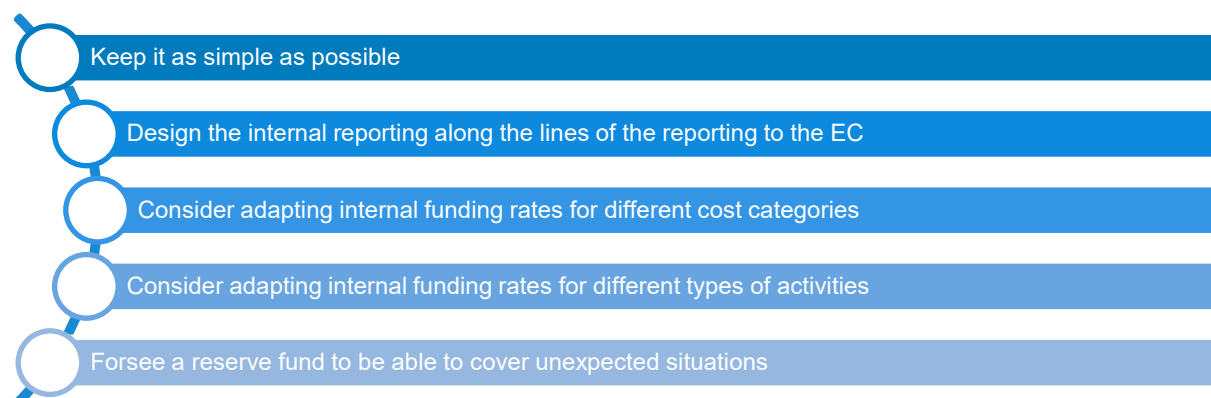 Keep it as simple as possible
Design the internal reporting along the lines of the reporting to the EC
Consider adapting internal funding rates for different cost categories
Consider adapting internal funding rates for different types of activities
Forsee a reserve fund to be able to cover unexpected situations